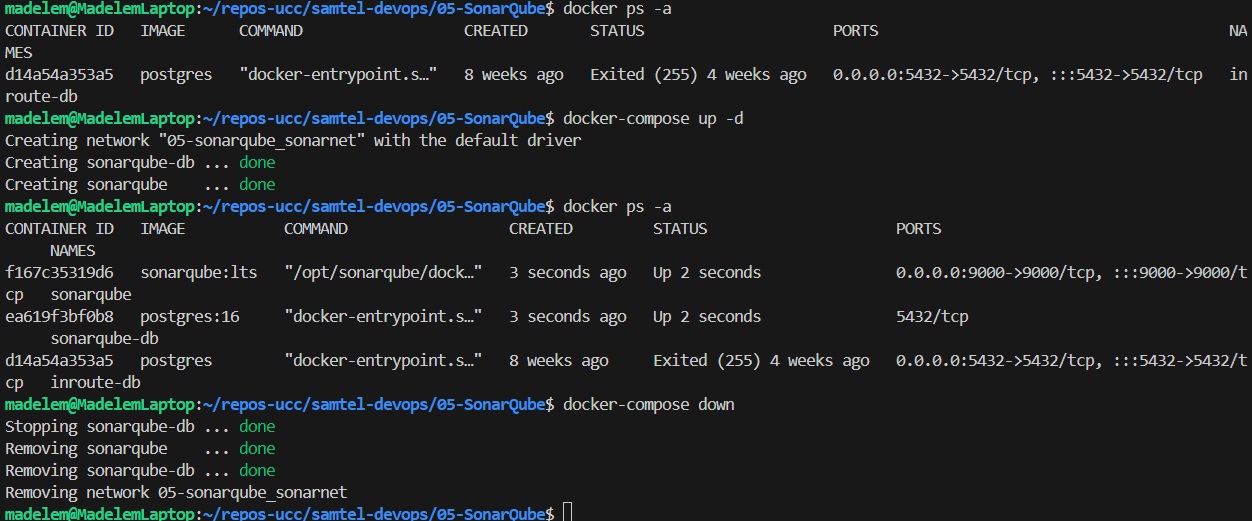 madelem@MadelemLaptop:~/repos-ucc/samtel-devops/05-SonarQube$ docker ps -a
CONTAINER ID   IMAGE      COMMAND                  CREATED       STATUS                    PORTS                                       NA
MES
d14a54a353a5   postgres   "docker-entrypoint.s…"   8 weeks ago   Exited (255) 4 weeks ago   0.0.0.0:5432->5432/tcp, :::5432->5432/tcp   in
route-db
madelem@MadelemLaptop:~/repos-ucc/samtel-devops/05-SonarQube$ docker-compose up -d
Creating network "05-sonarqube_sonarnet" with the default driver
Creating sonarqube-db ... done
Creating sonarqube    ... done
madelem@MadelemLaptop:~/repos-ucc/samtel-devops/05-SonarQube$ docker ps -a
CONTAINER ID   IMAGE           COMMAND                  CREATED         STATUS                     PORTS
     NAMES
f167c35319d6   sonarqube:lts   "/opt/sonarqube/dock…"   3 seconds ago   Up 2 seconds               0.0.0.0:9000->9000/tcp, :::9000->9000/t
cp   sonarqube
ea619f3bf0b8   postgres:16     "docker-entrypoint.s…"   3 seconds ago   Up 2 seconds               5432/tcp
     sonarqube-db
d14a54a353a5   postgres        "docker-entrypoint.s…"   8 weeks ago     Exited (255) 4 weeks ago   0.0.0.0:5432->5432/tcp, :::5432->5432/t
cp   inroute-db
madelem@MadelemLaptop:~/repos-ucc/samtel-devops/05-SonarQube$ docker-compose down
Stopping sonarqube-db ... done
Removing sonarqube    ... done
Removing sonarqube-db ... done
Removing network 05-sonarqube_sonarnet
madelem@MadelemLaptop:~/repos-ucc/samtel-devops/05-SonarQube$